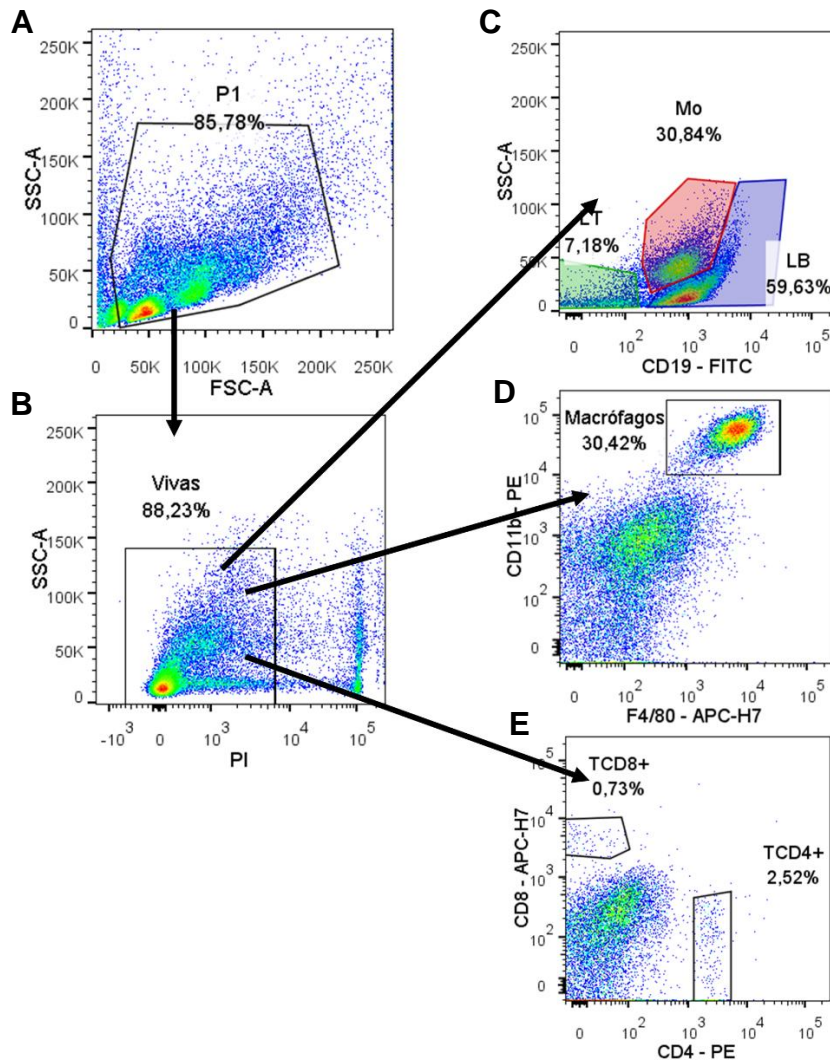 A
SSC-A
250K
200K
150K
100K
50K
0
P1
85,78%
0 50K 100K 150K 200K 250K
FSC-A
B
SSC-A
250K
200K
150K
100K
50K
0
Vivas
88,23%
-10³ 0 10³ 10⁴ 10⁵
PI
C
SSC-A
250K
200K
150K
100K
50K
0
Mo
30,84%
LT
7,18%
LB
59,63%
0 10² 10³ 10⁴ 10⁵
CD19 - FITC
D
CD11b - PE
10⁵
10⁴
10³
10²
0
Macrófagos
30,42%
0 10² 10³ 10⁴ 10⁵
F4/80 - APC-H7
E
CD8 - APC-H7
10⁵
10⁴
10³
10²
0
TCD8+
0,73%
TCD4+
2,52%
0 10² 10³ 10⁴ 10⁵
CD4 - PE